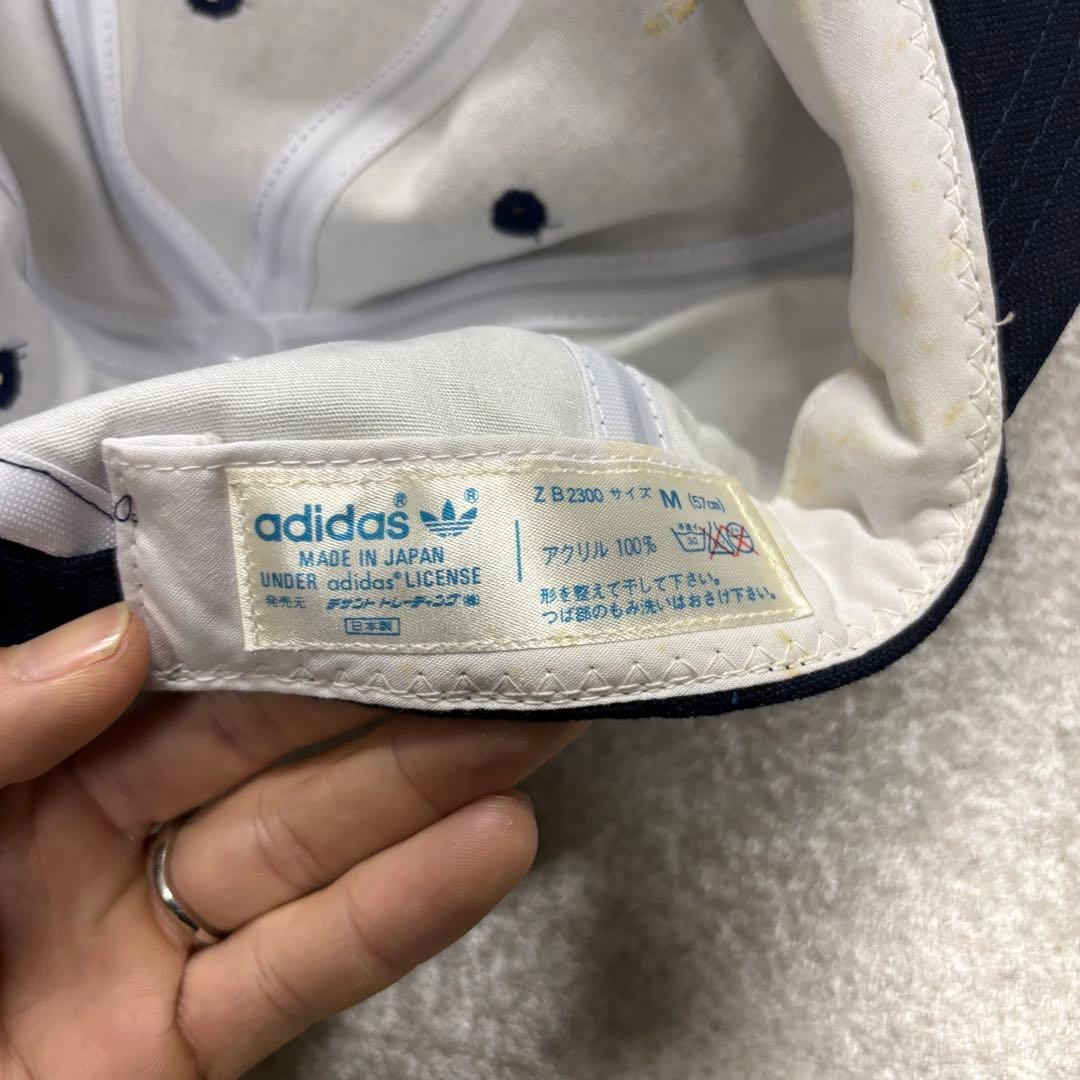 adidas®
®
MADE IN JAPAN
UNDER adidas® LICENSE
発売元 デサントトレーディング㈱
日本製
ZB2300 サイズ M (57cm)
アクリル 100%
30
形を整えて干して下さい。
つば部のもみ洗いはおさけ下さい。